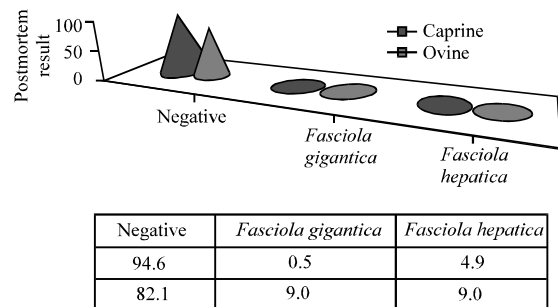 Postmortem
result
100
50
0
Caprine
Ovine
Negative
Fasciola
gigantica
Fasciola
hepatica
Negative Fasciola gigantica Fasciola hepatica
94.6 0.5 4.9
82.1 9.0 9.0